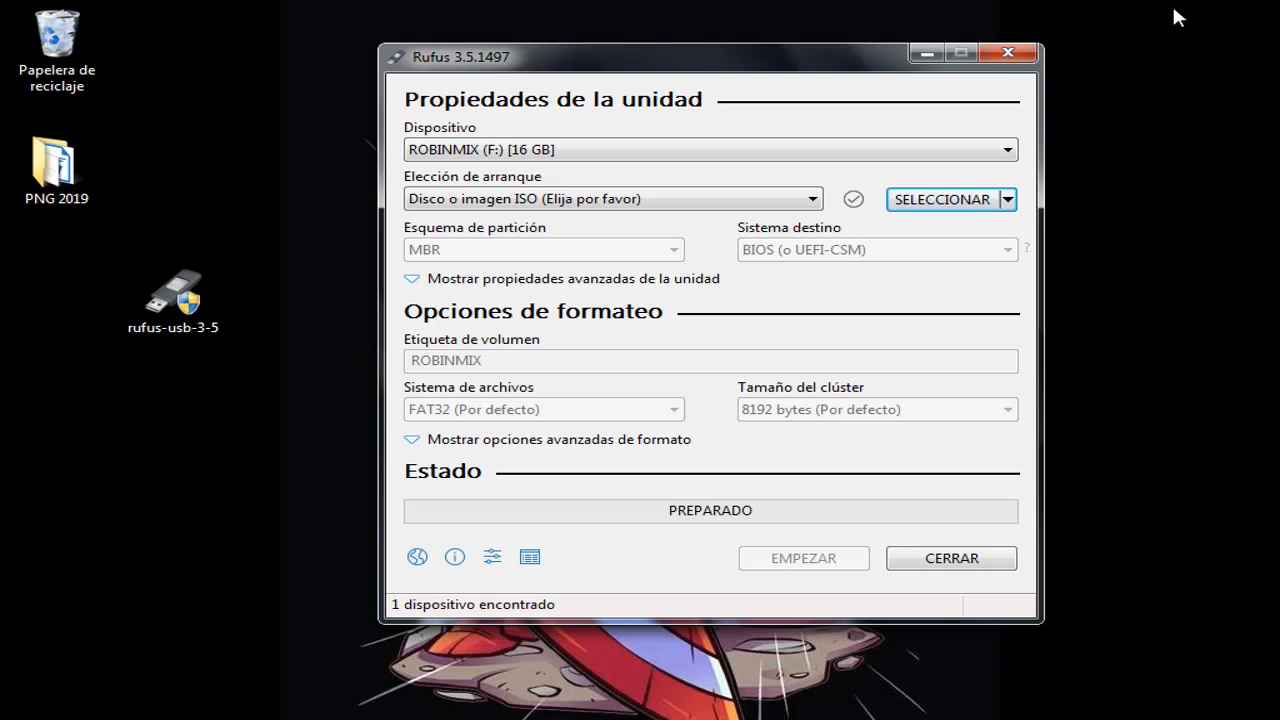 Papelera de
reciclaje
PNG 2019
rufus-usb-3-5
Rufus 3.5.1497
Propiedades de la unidad
Dispositivo
ROBINMIX (F:) [16 GB]
Elección de arranque
Disco o imagen ISO (Elija por favor)
SELECCIONAR
Esquema de partición
Sistema destino
MBR
BIOS (o UEFI-CSM)
?
Mostrar propiedades avanzadas de la unidad
Opciones de formateo
Etiqueta de volumen
ROBINMIX
Sistema de archivos
Tamaño del clúster
FAT32 (Por defecto)
8192 bytes (Por defecto)
Mostrar opciones avanzadas de formato
Estado
PREPARADO
EMPEZAR
CERRAR
1 dispositivo encontrado